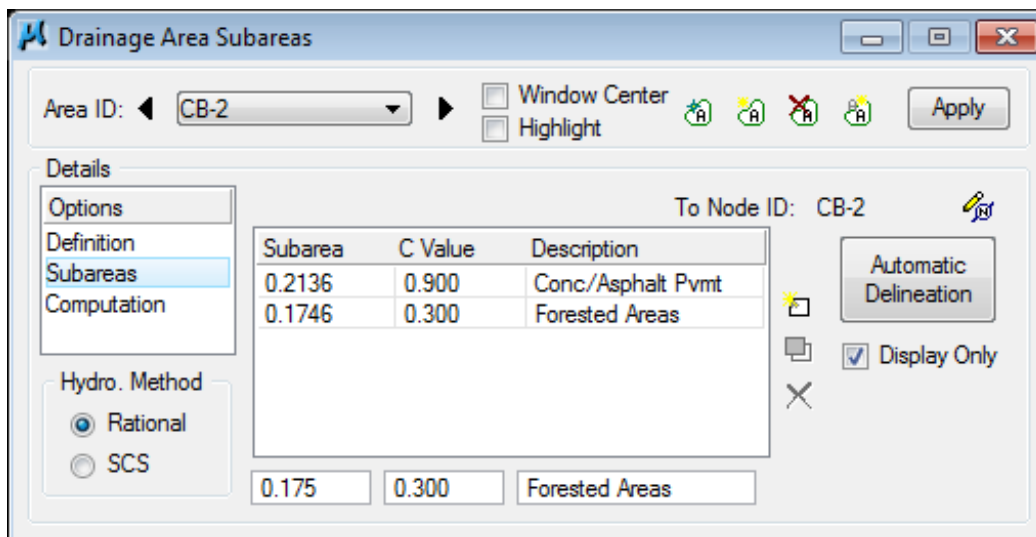 Drainage Area Subareas
Area ID: CB-2 Window Center Apply
Highlight
Details
Options To Node ID: CB-2
Definition
Subareas
Computation
Subarea C Value Description
0.2136 0.900 Conc/Asphalt Pvmt
0.1746 0.300 Forested Areas
Automatic
Delineation
Display Only
Hydro. Method
Rational
SCS
0.175 0.300 Forested Areas